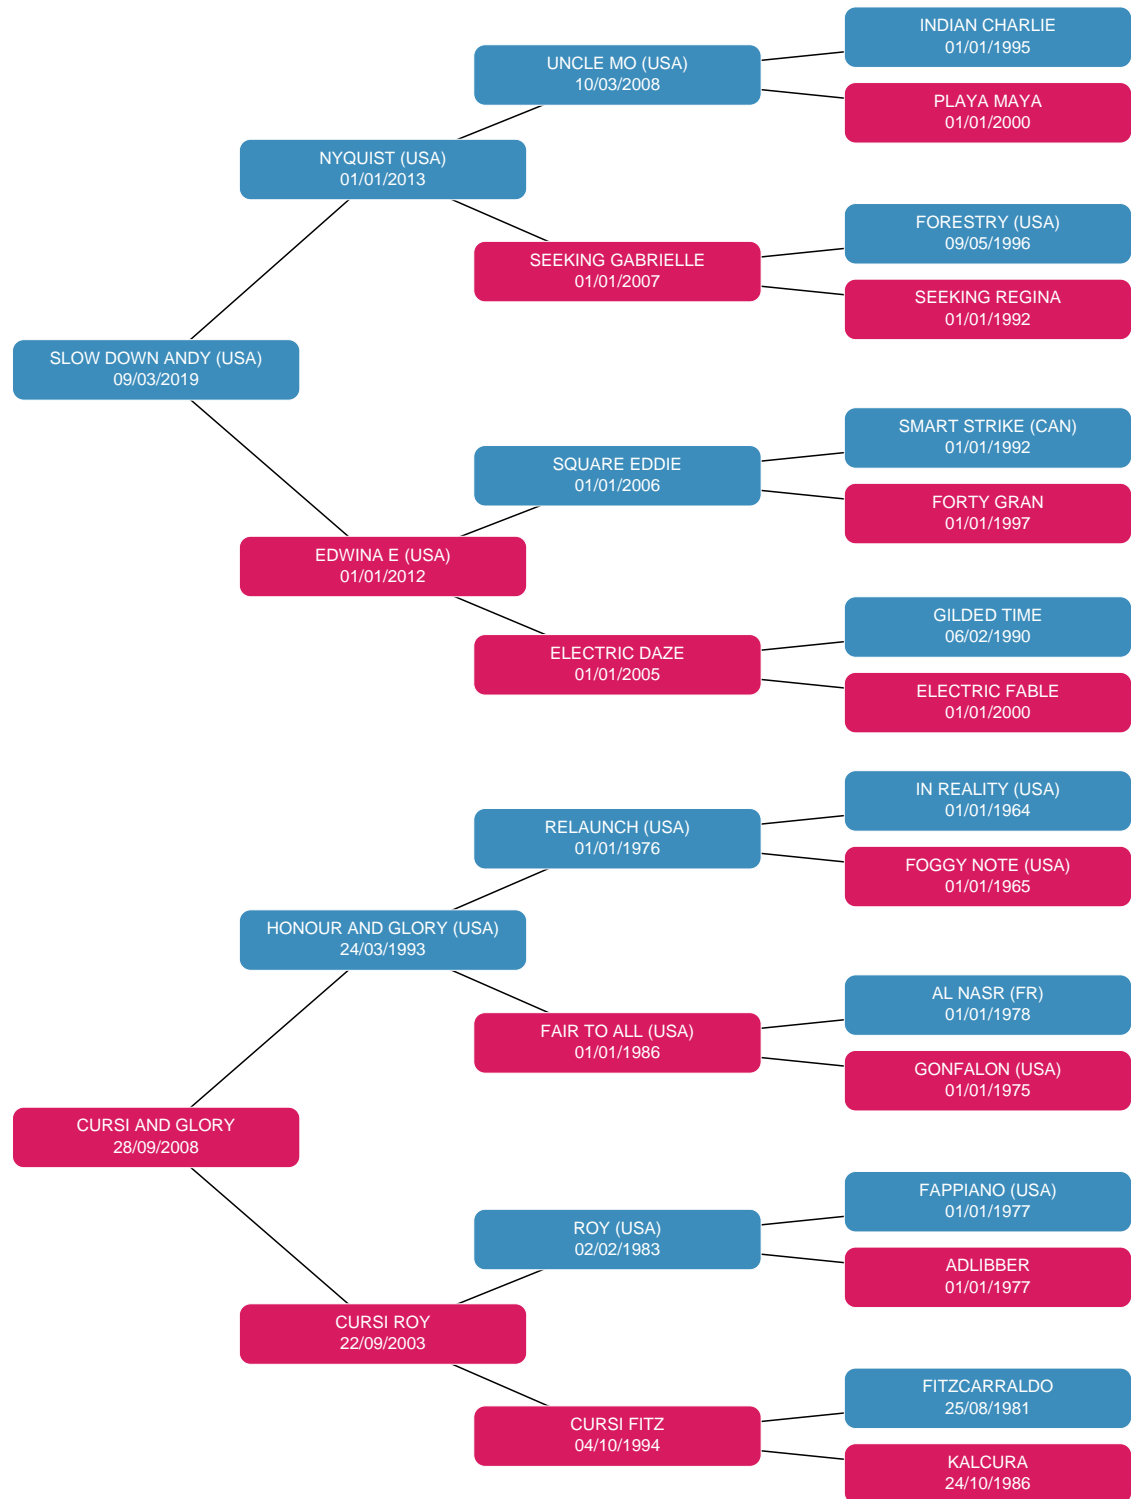 INDIAN CHARLIE
01/01/1995
UNCLE MO (USA)
10/03/2008
PLAYA MAYA
01/01/2000
NYQUIST (USA)
01/01/2013
FORESTRY (USA)
09/05/1996
SEEKING GABRIELLE
01/01/2007
SEEKING REGINA
01/01/1992
SLOW DOWN ANDY (USA)
09/03/2019
SMART STRIKE (CAN)
01/01/1992
SQUARE EDDIE
01/01/2006
FORTY GRAN
01/01/1997
EDWINA E (USA)
01/01/2012
GILDED TIME
06/02/1990
ELECTRIC DAZE
01/01/2005
ELECTRIC FABLE
01/01/2000
IN REALITY (USA)
01/01/1964
RELAUNCH (USA)
01/01/1976
FOGGY NOTE (USA)
01/01/1965
HONOUR AND GLORY (USA)
24/03/1993
AL NASR (FR)
01/01/1978
FAIR TO ALL (USA)
01/01/1986
GONFALON (USA)
01/01/1975
CURSI AND GLORY
28/09/2008
FAPPIANO (USA)
01/01/1977
ROY (USA)
02/02/1983
ADLIBBER
01/01/1977
CURSI ROY
22/09/2003
FITZCARRALDO
25/08/1981
CURSI FITZ
04/10/1994
KALCURA
24/10/1986